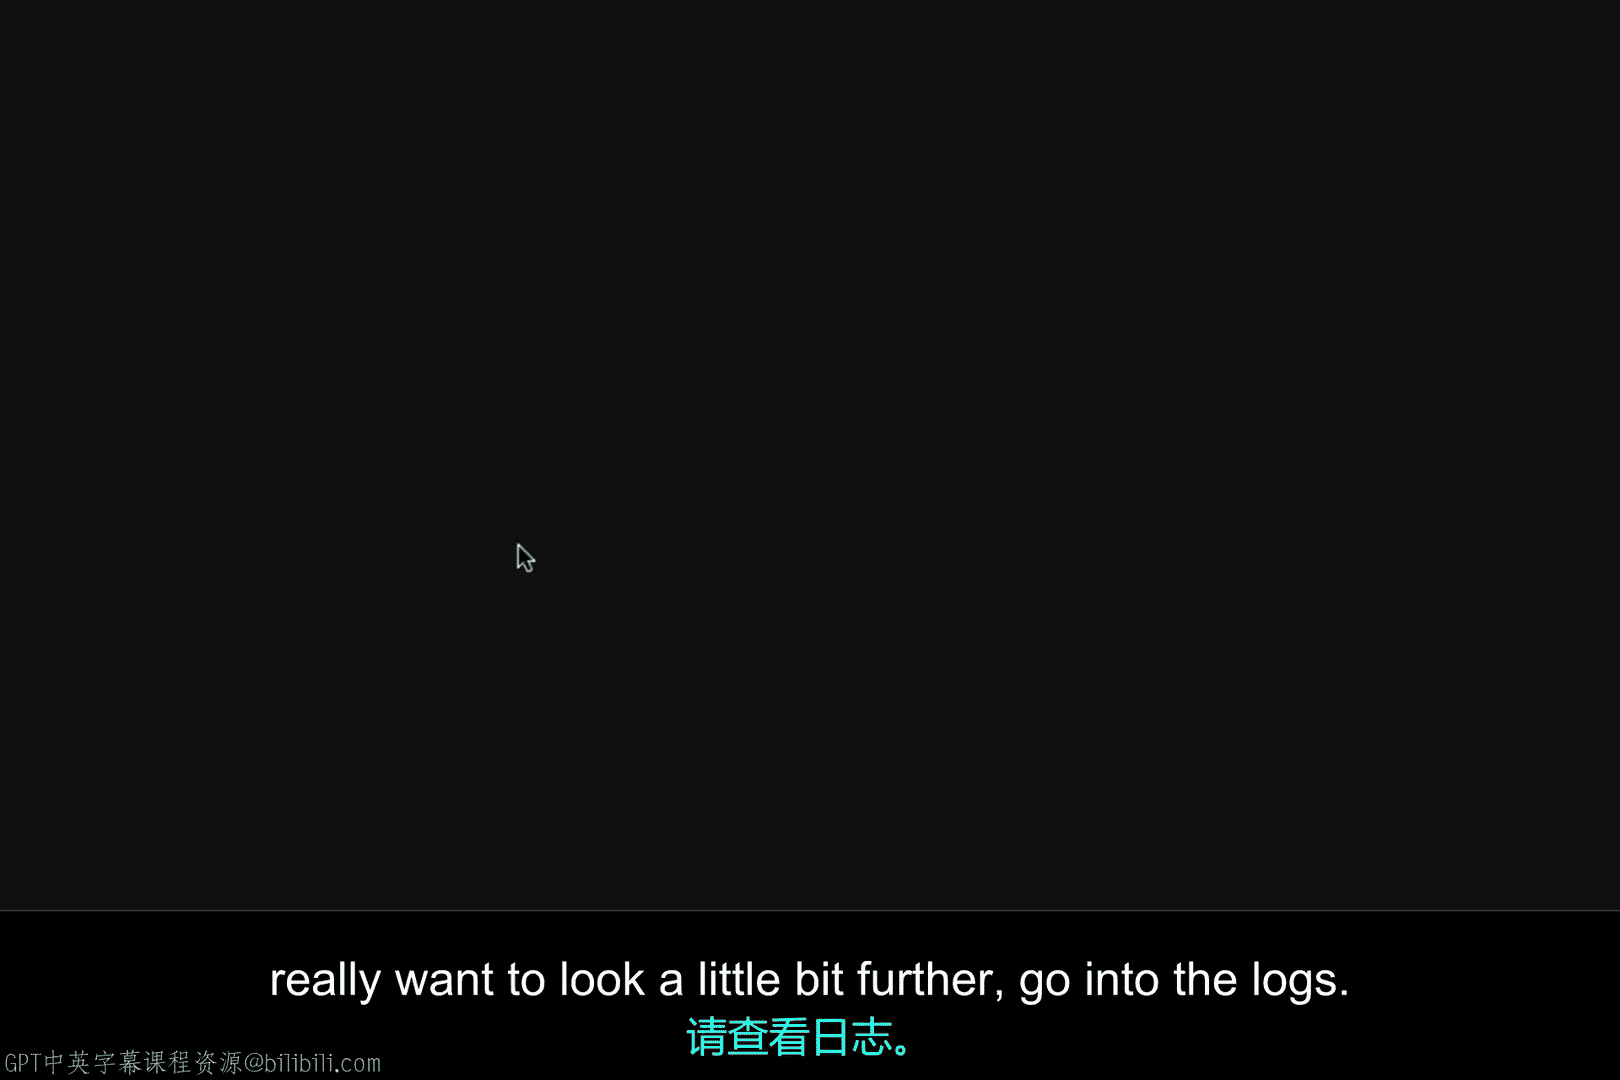 really want to look a little bit further, go into the logs.
请查看日志。
GPT中英字幕课程资源@bilibili.com